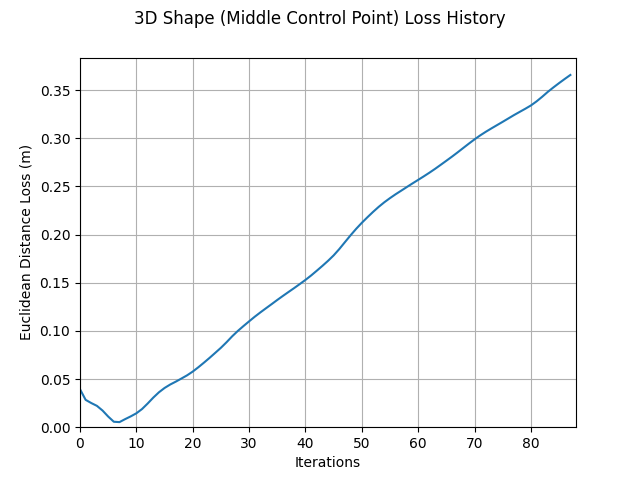 3D Shape (Middle Control Point) Loss History
0.35
0.30
0.25
0.20
0.15
0.10
0.05
0.00
Euclidean Distance Loss (m)
0 10 20 30 40 50 60 70 80
Iterations